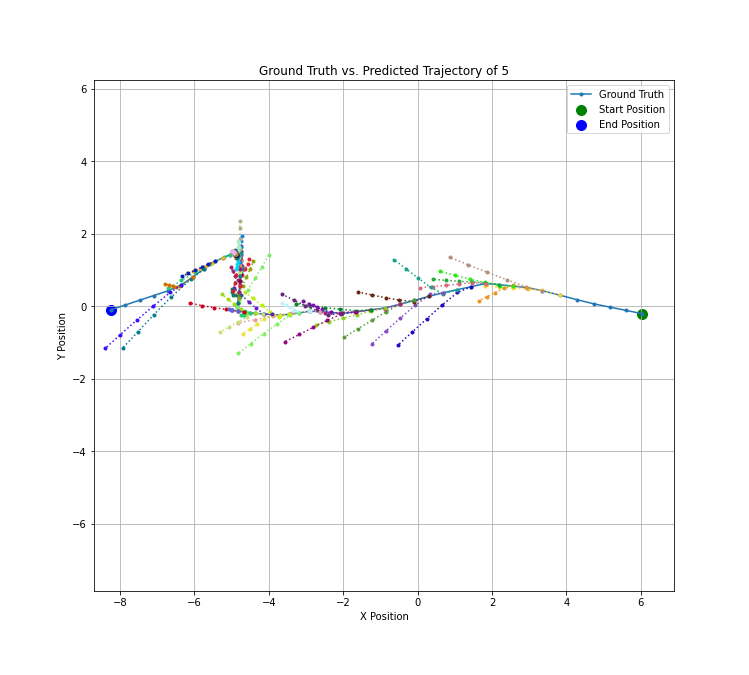 Ground Truth vs. Predicted Trajectory of 5
Ground Truth
Start Position
End Position
6
4
2
0
−2
−4
−6
Y Position
−8
−6
−4
−2
0
2
4
6
X Position